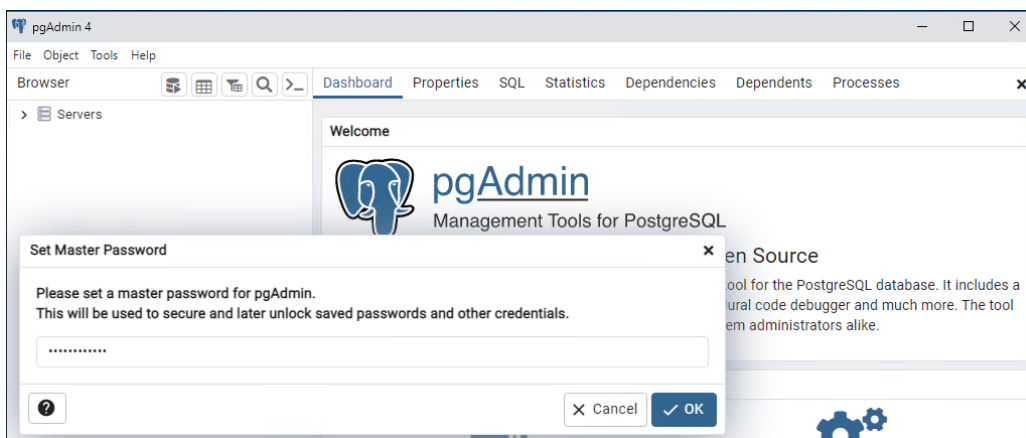 pgAdmin 4
File Object Tools Help
Browser
Dashboard Properties SQL Statistics Dependencies Dependents Processes
Servers
Welcome
pgAdmin
Management Tools for PostgreSQL
Set Master Password
en Source
Please set a master password for pgAdmin.
ool for the PostgreSQL database. It includes a
This will be used to secure and later unlock saved passwords and other credentials.
ural code debugger and much more. The tool
em administrators alike.
Cancel
OK